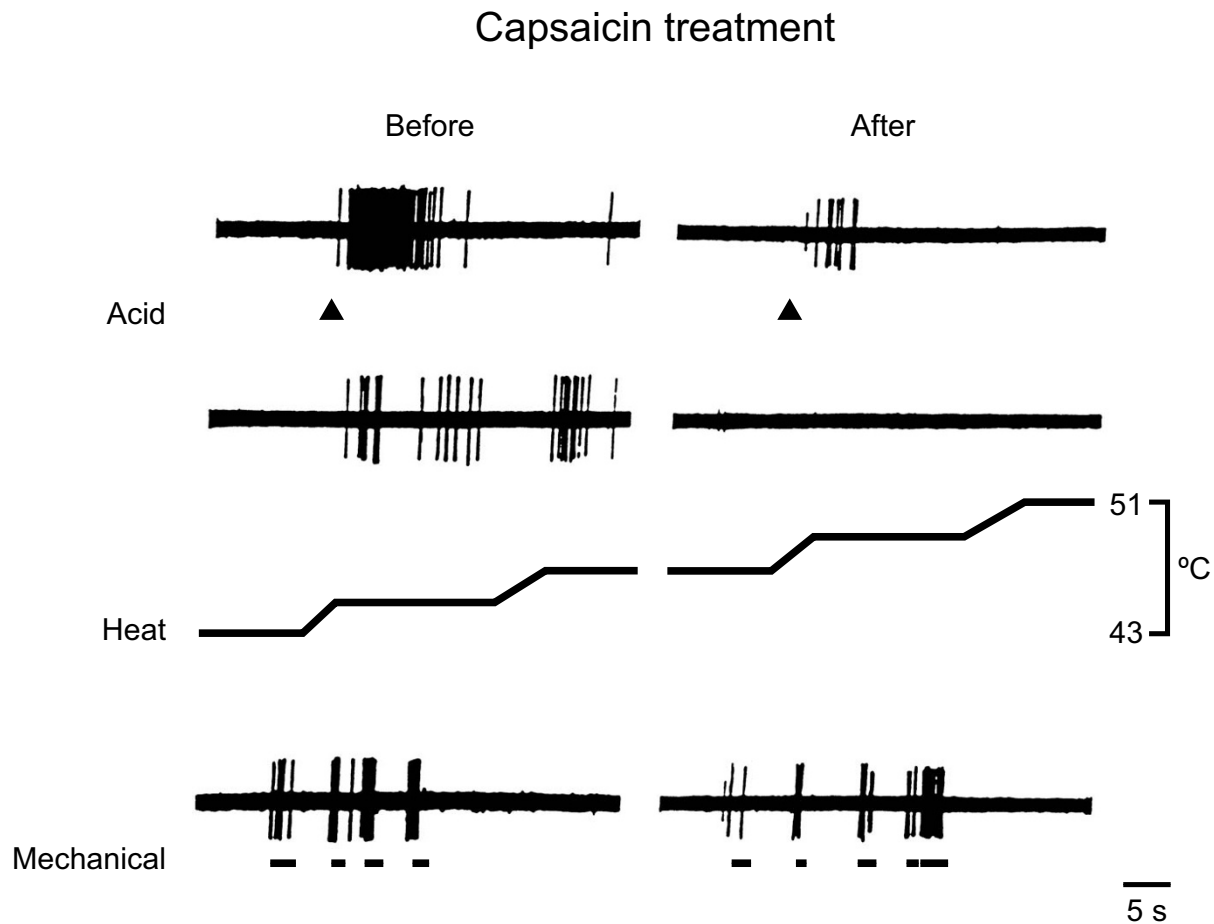 Capsaicin treatment
Before
After
Acid
51
ºC
43
Heat
Mechanical
5 s